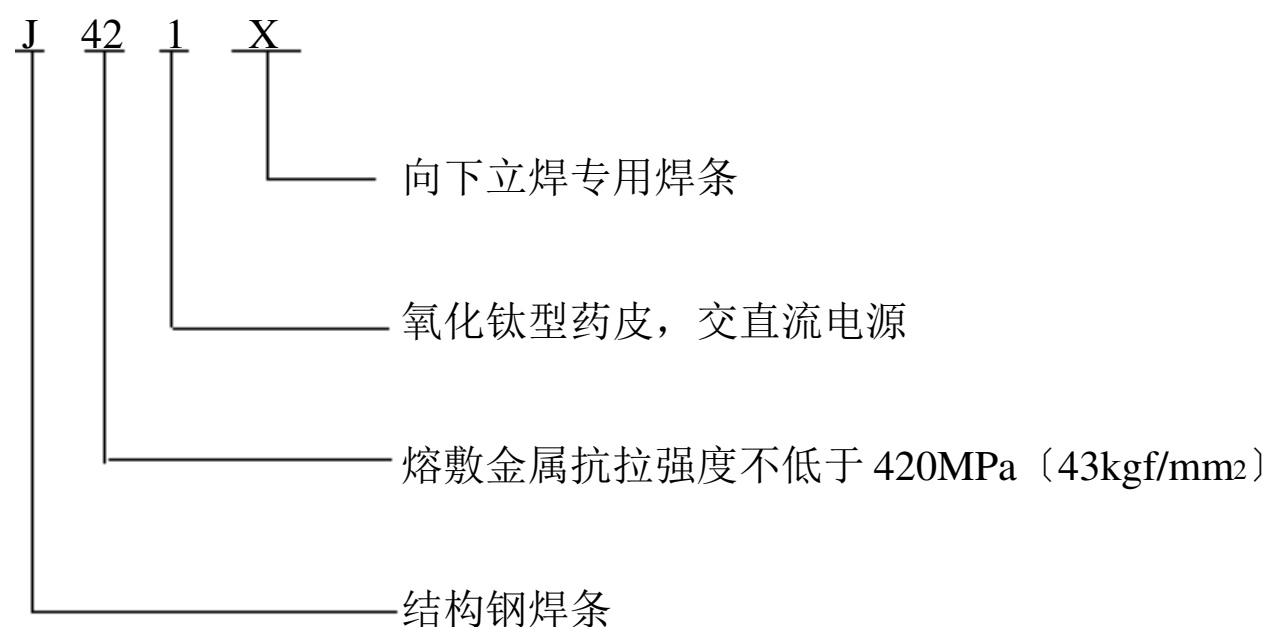 J 42 1 X
向下立焊专用焊条
氧化钛型药皮，交直流电源
熔敷金属抗拉强度不低于 420MPa〔43kgf/mm2〕
结构钢焊条